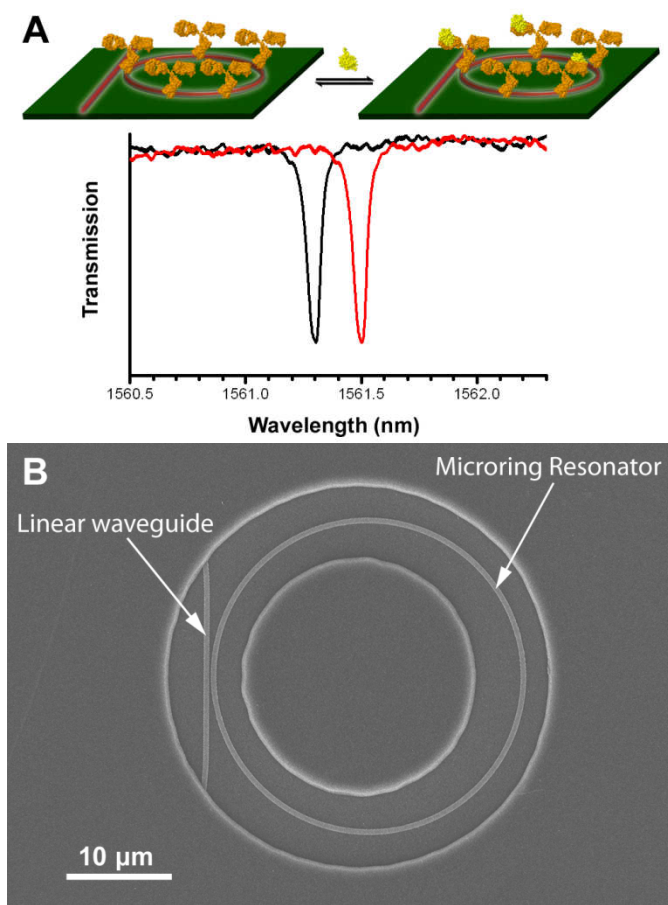 A
Transmission
1560.5 1561.0 1561.5 1562.0
Wavelength (nm)
B
Microring Resonator
Linear waveguide
10 µm